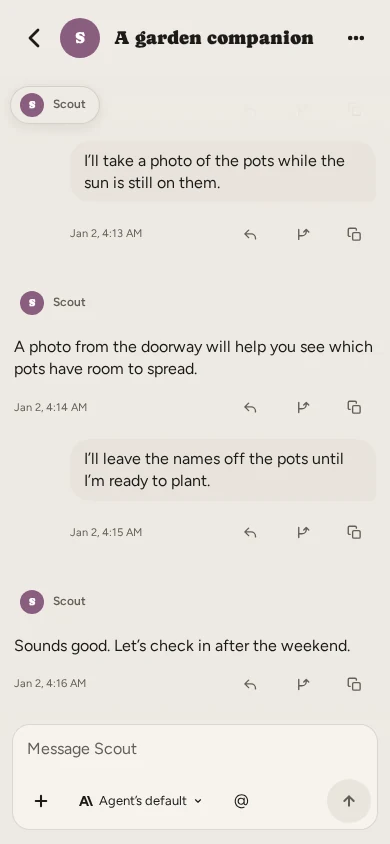 S
A garden companion
S Scout
I’ll take a photo of the pots while the
sun is still on them.
Jan 2, 4:13 AM
S Scout
A photo from the doorway will help you see which
pots have room to spread.
Jan 2, 4:14 AM
I’ll leave the names off the pots until
I’m ready to plant.
Jan 2, 4:15 AM
S Scout
Sounds good. Let’s check in after the weekend.
Jan 2, 4:16 AM
Message Scout
Agent’s default
@